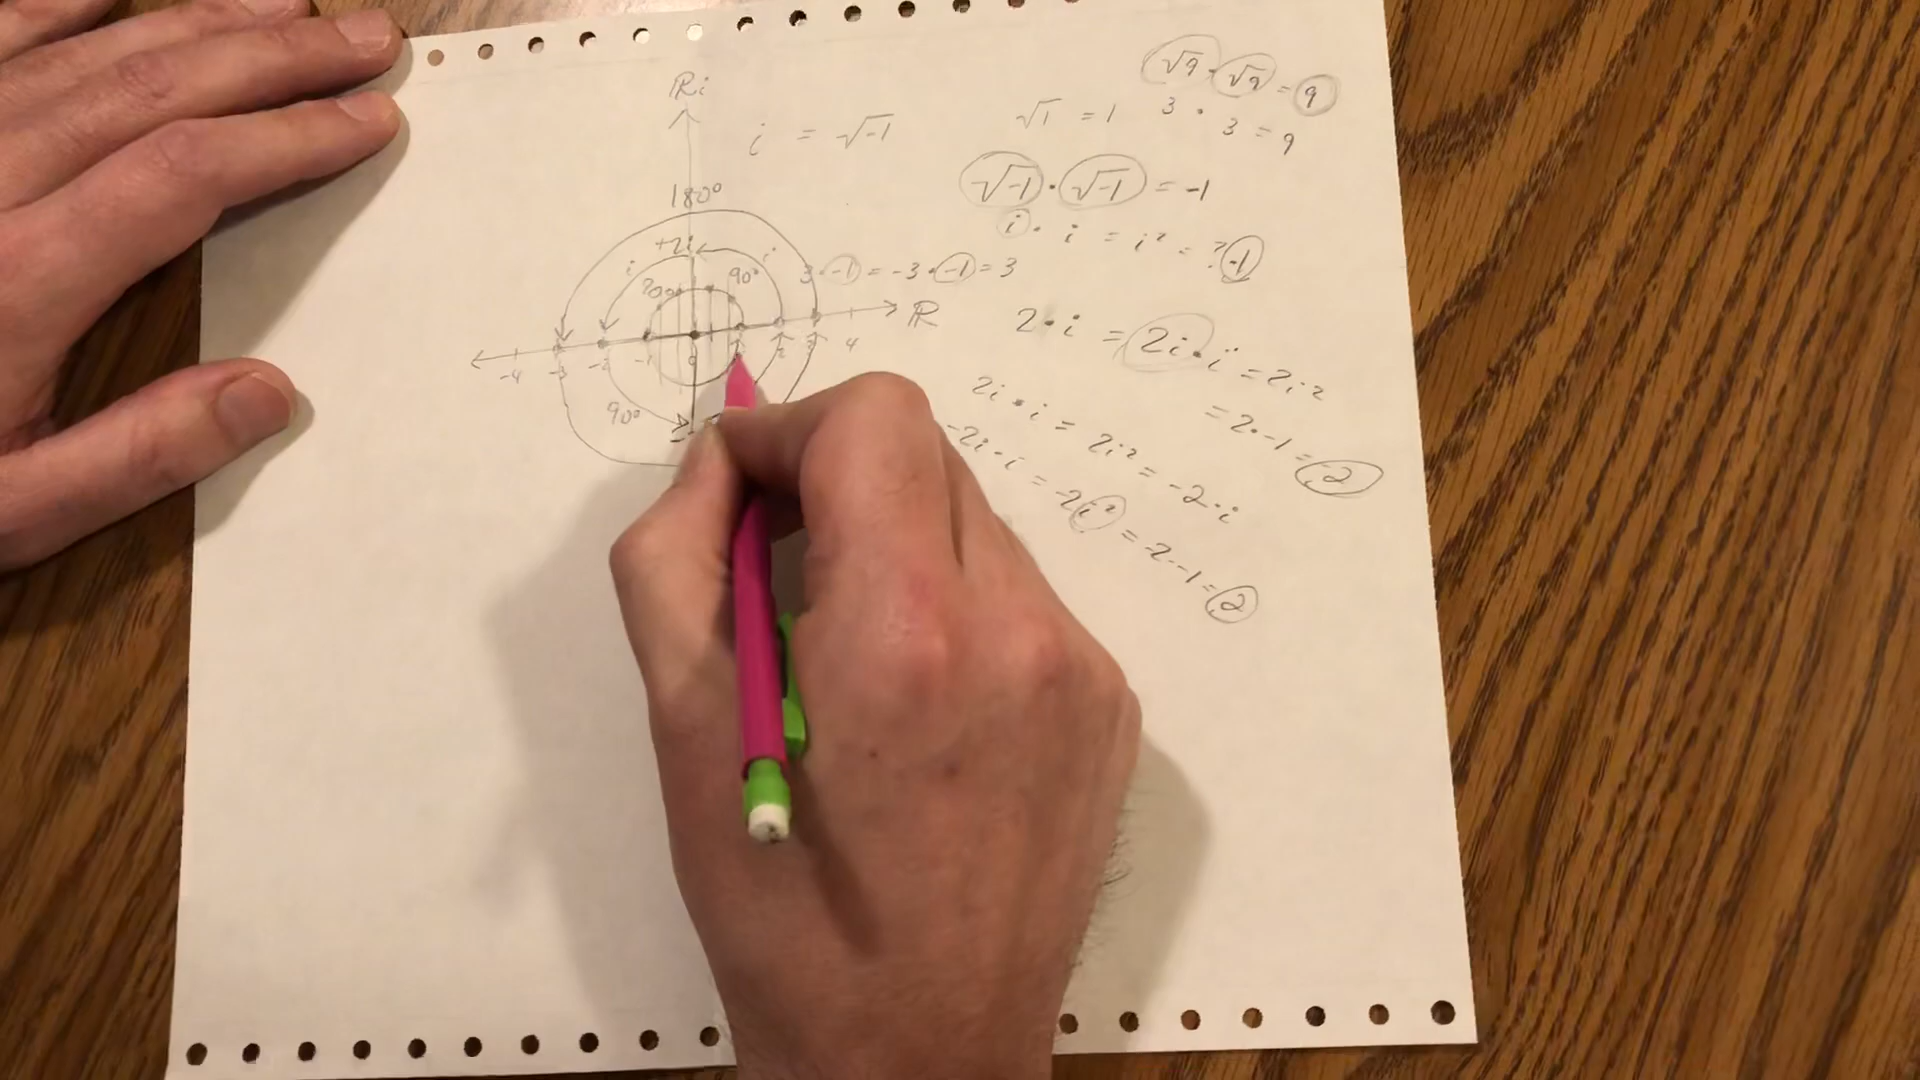 ℝi
i = √-1
180°
+2i
i
i
90°
90°
3·-1 = -3·-1 = 3
ℝ
-4 -3 -2 -1 0 2 3 4
90°
√9·√9 = 9
3 · 3 = 9
√1 = 1
√-1·√-1 = -1
i · i = i² = ? -1
2·i = 2i·i = 2i²
= 2·-1 = -2
2i·i = 2i² = -2·i
-2i·i = -2i² = -2·-1 = 2